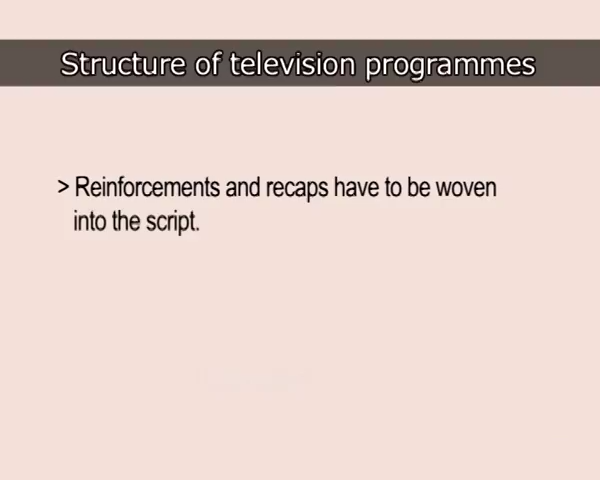 Structure of television programmes
> Reinforcements and recaps have to be woven
into the script.